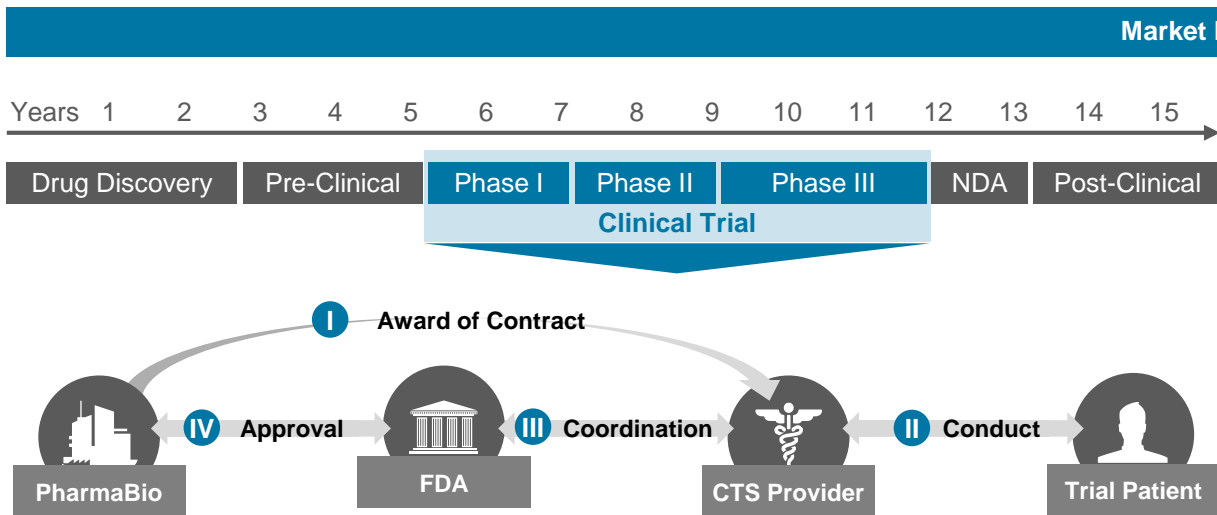 Market
Years 1 2 3 4 5 6 7 8 9 10 11 12 13 14 15
Drug Discovery Pre-Clinical Phase I Phase II Phase III NDA Post-Clinical
Clinical Trial
I Award of Contract
IV Approval III Coordination II Conduct
PharmaBio FDA CTS Provider Trial Patient